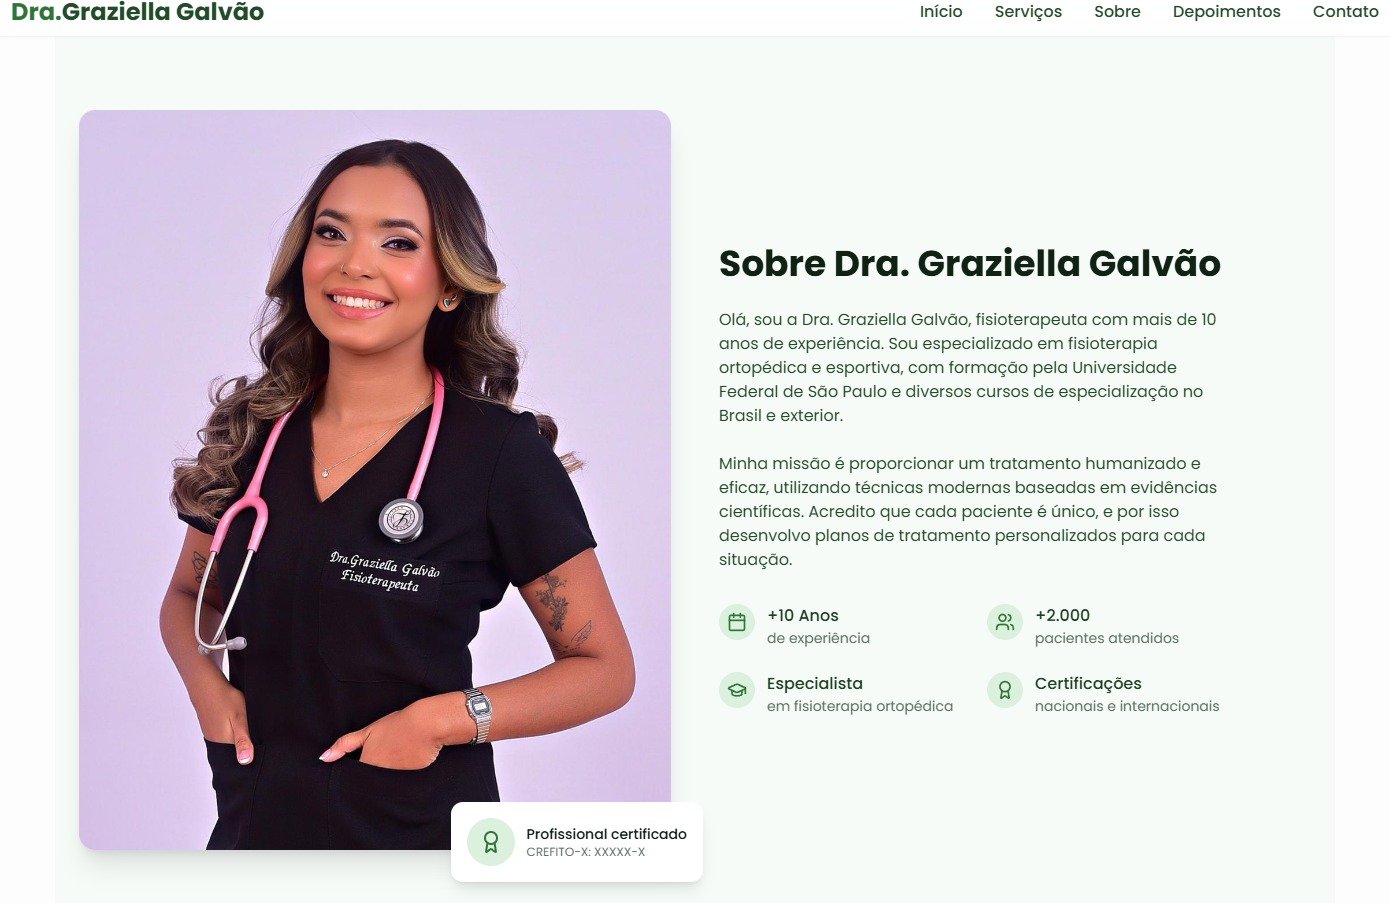 Dra.Graziella Galvão
Início Serviços Sobre Depoimentos Contato
Dra.Graziella Galvão
Fisioterapeuta
Profissional certificado
CREFITO-X: XXXXX-X
Sobre Dra. Graziella Galvão
Olá, sou a Dra. Graziella Galvão, fisioterapeuta com mais de 10
anos de experiência. Sou especializado em fisioterapia
ortopédica e esportiva, com formação pela Universidade
Federal de São Paulo e diversos cursos de especialização no
Brasil e exterior.
Minha missão é proporcionar um tratamento humanizado e
eficaz, utilizando técnicas modernas baseadas em evidências
científicas. Acredito que cada paciente é único, e por isso
desenvolvo planos de tratamento personalizados para cada
situação.
+10 Anos
de experiência
+2.000
pacientes atendidos
Especialista
em fisioterapia ortopédica
Certificações
nacionais e internacionais